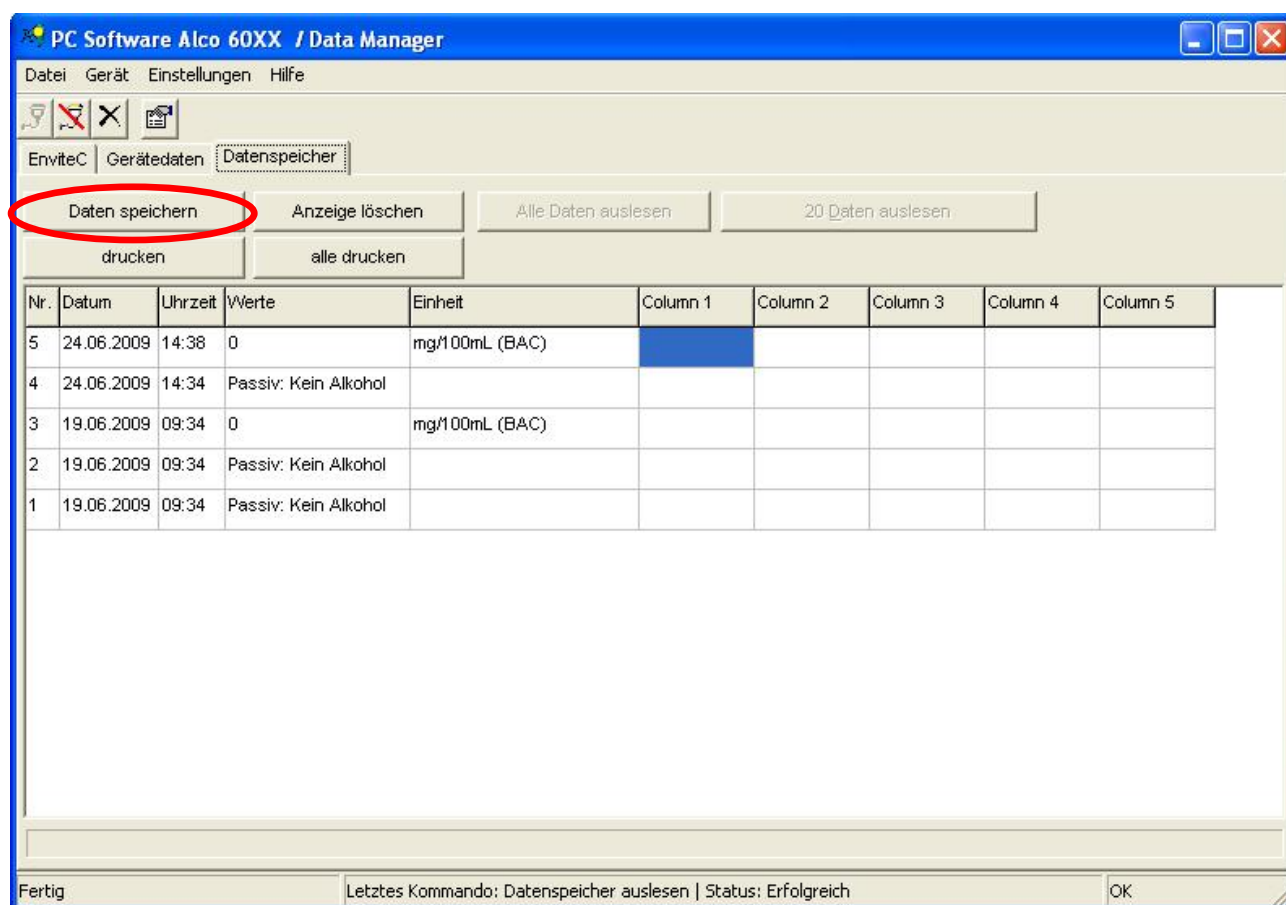 PC Software Alco 60XX / Data Manager
Datei Gerät Einstellungen Hilfe
EnviteC Gerätedaten Datenspeicher
Daten speichern Anzeige löschen Alle Daten auslesen 20 Daten auslesen
drucken alle drucken
Nr. Datum Uhrzeit Werte Einheit Column 1 Column 2 Column 3 Column 4 Column 5
5 24.06.2009 14:38 0 mg/100mL (BAC)
4 24.06.2009 14:34 Passiv: Kein Alkohol
3 19.06.2009 09:34 0 mg/100mL (BAC)
2 19.06.2009 09:34 Passiv: Kein Alkohol
1 19.06.2009 09:34 Passiv: Kein Alkohol
Fertig Letztes Kommando: Datenspeicher auslesen | Status: Erfolgreich OK